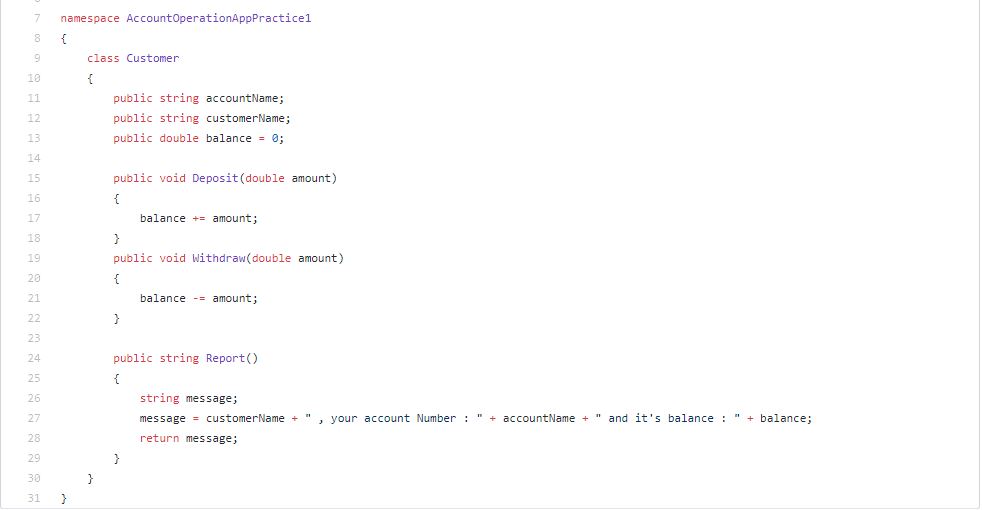 7 namespace AccountOperationAppPractice1
8 {
9 class Customer
10 {
11 public string accountName;
12 public string customerName;
13 public double balance = 0;
14
15 public void Deposit(double amount)
16 {
17 balance += amount;
18 }
19 public void Withdraw(double amount)
20 {
21 balance -= amount;
22 }
23
24 public string Report()
25 {
26 string message;
27 message = customerName + " , your account Number : " + accountName + " and it's balance : " + balance;
28 return message;
29 }
30 }
31 }